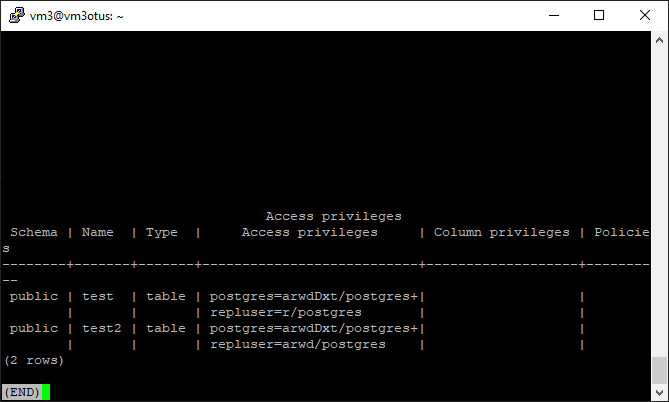 vm3@vm3otus: ~
                                 Access privileges
 Schema | Name  | Type  |     Access privileges     | Column privileges | Policie
s
--------+-------+-------+---------------------------+-------------------+--------
--
 public | test  | table | postgres=arwdDxt/postgres+|                   |
        |       |       | repluser=r/postgres       |                   |
 public | test2 | table | postgres=arwdDxt/postgres+|                   |
        |       |       | repluser=arwd/postgres    |                   |
(2 rows)
(END)